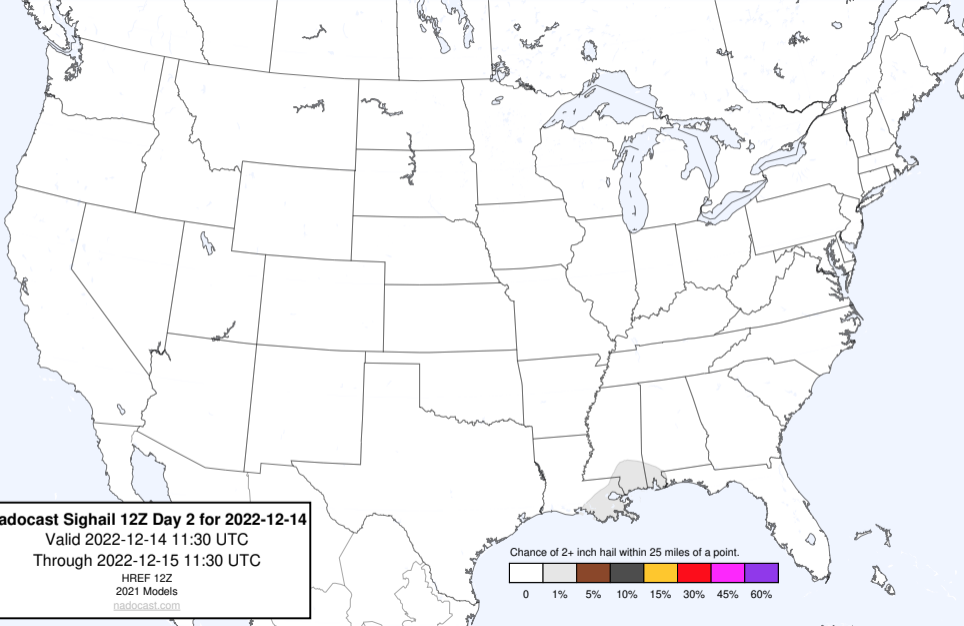 adocast Sighail 12Z Day 2 for 2022-12-14
Valid 2022-12-14 11:30 UTC
Through 2022-12-15 11:30 UTC
HREF 12Z
2021 Models
nadocast.com
Chance of 2+ inch hail within 25 miles of a point.
0 1% 5% 10% 15% 30% 45% 60%